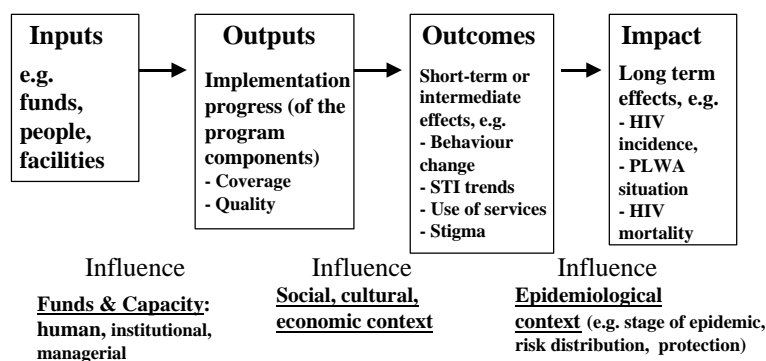 Inputs
e.g.
funds,
people,
facilities
Outputs
Implementation
progress (of the
program
components)
- Coverage
- Quality
Outcomes
Short-term or
intermediate
effects, e.g.
- Behaviour
change
- STI trends
- Use of services
- Stigma
Impact
Long term
effects, e.g.
- HIV
incidence,
- PLWA
situation
- HIV
mortality
Influence
Funds & Capacity:
human, institutional,
managerial
Influence
Social, cultural,
economic context
Influence
Epidemiological
context (e.g. stage of epidemic,
risk distribution, protection)